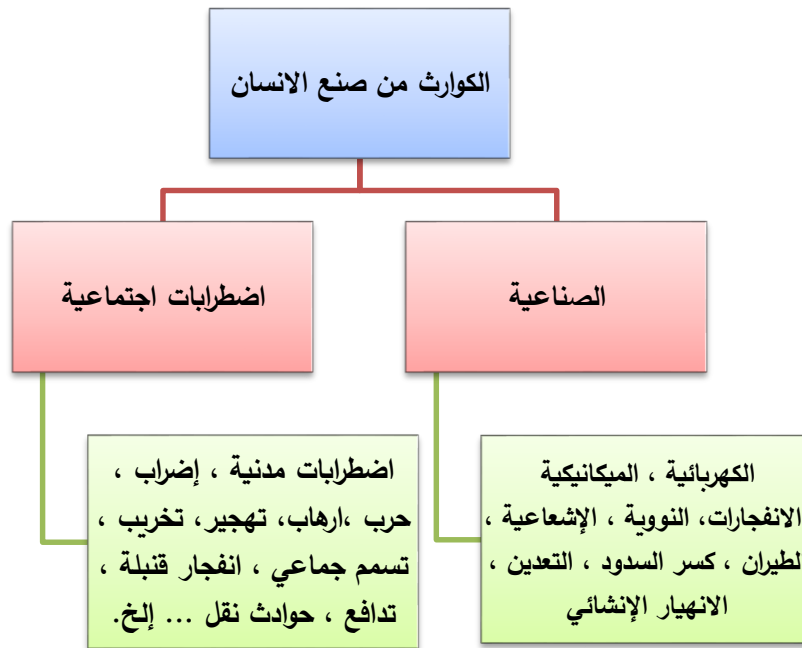 الكوارث من صنع الانسان
الصناعية
اضطرابات اجتماعية
الكهربائية ، الميكانيكية
الانفجارات، النووية ، الإشعاعية ،
لطيران ، كسر السدود ، التعدين ،
الانهيار الإنشائي
اضطرابات مدنية ، إضراب ،
حرب ،ارهاب، تهجير، تخريب ،
تسمم جماعي ، انفجار قنبلة ،
تدافع ، حوادث نقل ... إلخ.